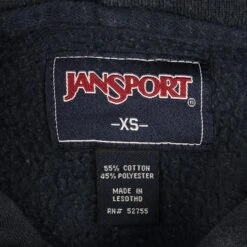 JANSPORT
-XS-
55% COTTON
45% POLYESTER
MADE IN
LESOTHO
RN# 52755